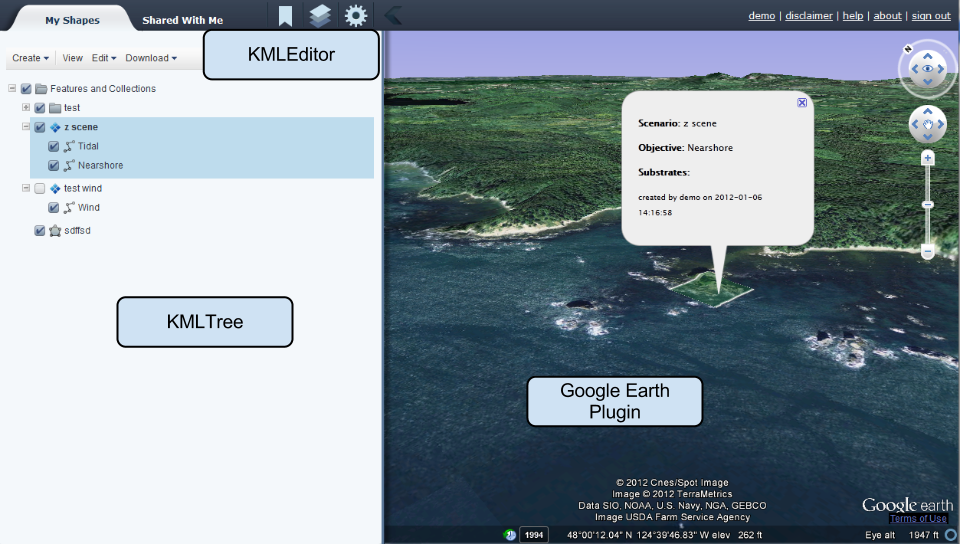 My Shapes
Shared With Me
demo | disclaimer | help | about | sign out
Create
View
Edit
Download
KMLEditor
Features and Collections
test
z scene
Tidal
Nearshore
test wind
Wind
sdffsd
KMLTree
N
Scenario: z scene
Objective: Nearshore
Substrates:
created by demo on 2012-01-06
14:16:58
Google Earth
Plugin
© 2012 Cnes/Spot Image
Image © 2012 TerraMetrics
Data SIO, NOAA, U.S. Navy, NGA, GEBCO
Image USDA Farm Service Agency
Google earth
Terms of Use
1994
48°00'12.04" N 124°39'46.83" W elev 262 ft
Eye alt 1947 ft